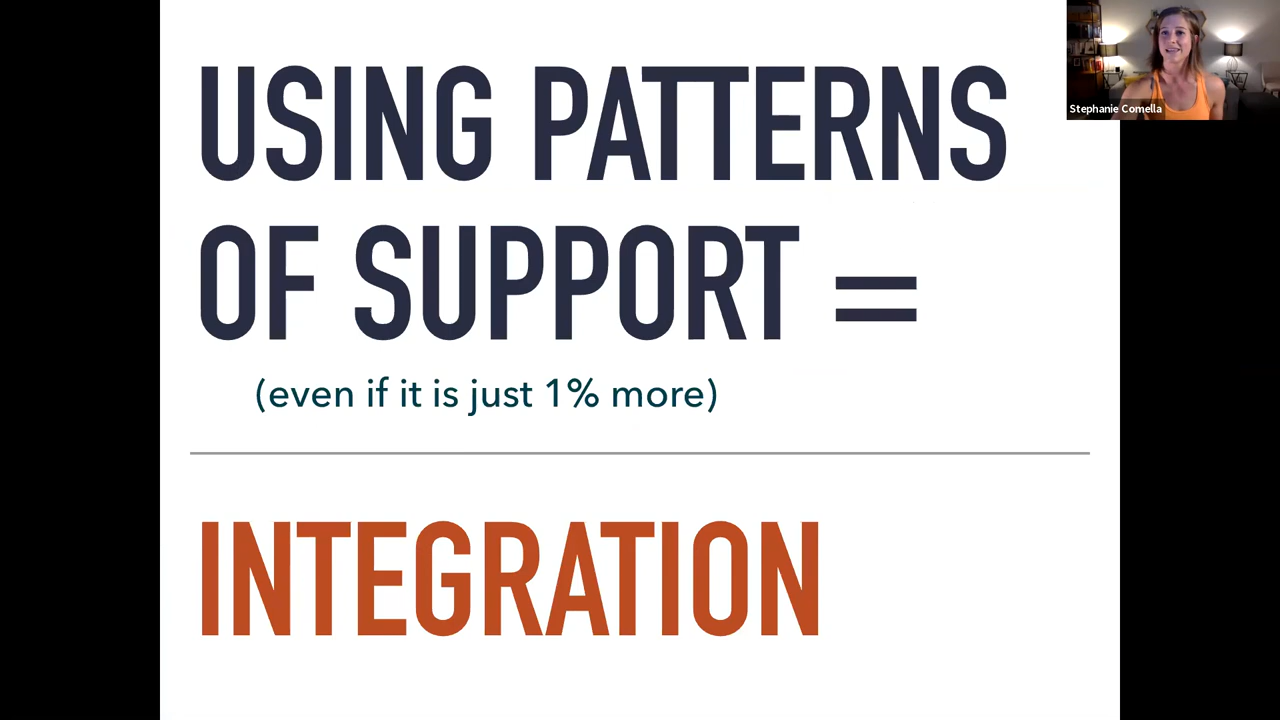 USING PATTERNS
OF SUPPORT =
(even if it is just 1% more)
INTEGRATION
Stephanie Comella